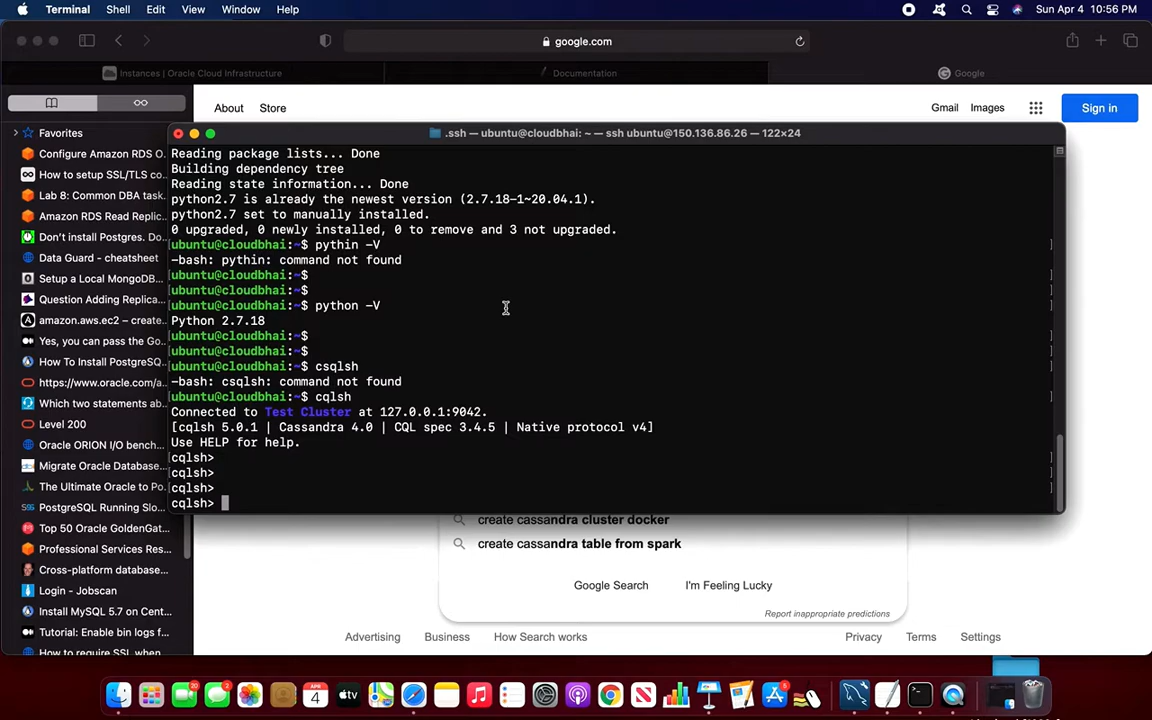 Terminal Shell Edit View Window Help Sun Apr 4 10:56 PM
google.com
Instances | Oracle Cloud Infrastructure Documentation Google
About Store Gmail Images Sign in
Favorites
Configure Amazon RDS O...
How to setup SSL/TLS co...
Lab 8: Common DBA task...
Amazon RDS Read Replic...
Don't install Postgres. Do...
Data Guard – cheatsheet
Setup a Local MongoDB...
Question Adding Replica...
amazon.aws.ec2 – create...
Yes, you can pass the Go...
How To Install PostgreSQ...
https://www.oracle.com/a...
Which two statements ab...
Level 200
Oracle ORION I/O bench...
Migrate Oracle Database...
The Ultimate Oracle to Po...
PostgreSQL Running Slo...
Top 50 Oracle GoldenGat...
Professional Services Res...
Cross-platform database...
Login - Jobscan
Install MySQL 5.7 on Cent...
Tutorial: Enable bin logs f...
How to require SSL when
.ssh — ubuntu@cloudbhai: ~ — ssh ubuntu@150.136.86.26 — 122×24
Reading package lists... Done
Building dependency tree
Reading state information... Done
python2.7 is already the newest version (2.7.18-1~20.04.1).
python2.7 set to manually installed.
0 upgraded, 0 newly installed, 0 to remove and 3 not upgraded.
ubuntu@cloudbhai:~$ pythin -V
-bash: pythin: command not found
ubuntu@cloudbhai:~$
ubuntu@cloudbhai:~$
ubuntu@cloudbhai:~$ python -V
Python 2.7.18
ubuntu@cloudbhai:~$
ubuntu@cloudbhai:~$
ubuntu@cloudbhai:~$ csqlsh
-bash: csqlsh: command not found
ubuntu@cloudbhai:~$ cqlsh
Connected to Test Cluster at 127.0.0.1:9042.
[cqlsh 5.0.1 | Cassandra 4.0 | CQL spec 3.4.5 | Native protocol v4]
Use HELP for help.
cqlsh>
cqlsh>
cqlsh>
cqlsh>
create cassandra cluster docker
create cassandra table from spark
Google Search I'm Feeling Lucky
Report inappropriate predictions
Advertising Business How Search works Privacy Terms Settings